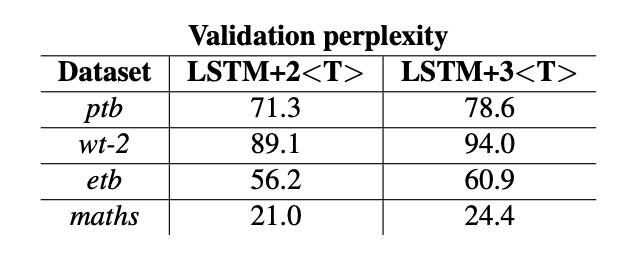 Validation perplexity
Dataset LSTM+2<T> LSTM+3<T>
ptb 71.3 78.6
wt-2 89.1 94.0
etb 56.2 60.9
maths 21.0 24.4